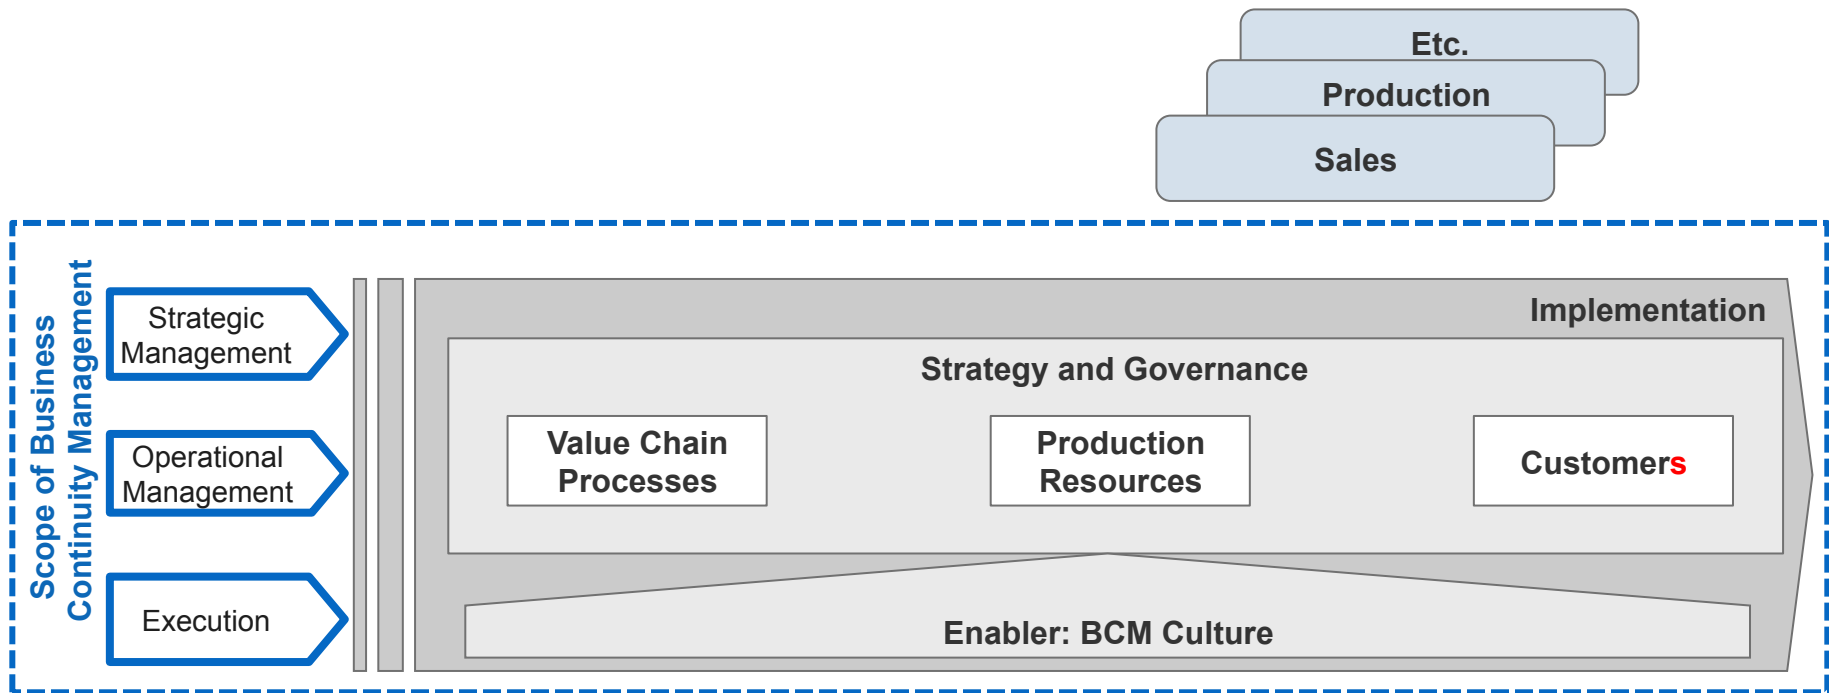 Etc.
Production
Sales
Scope of Business
Continuity Management
Strategic
Management
Operational
Management
Execution
Implementation
Strategy and Governance
Value Chain
Processes
Production
Resources
Customers
Enabler: BCM Culture